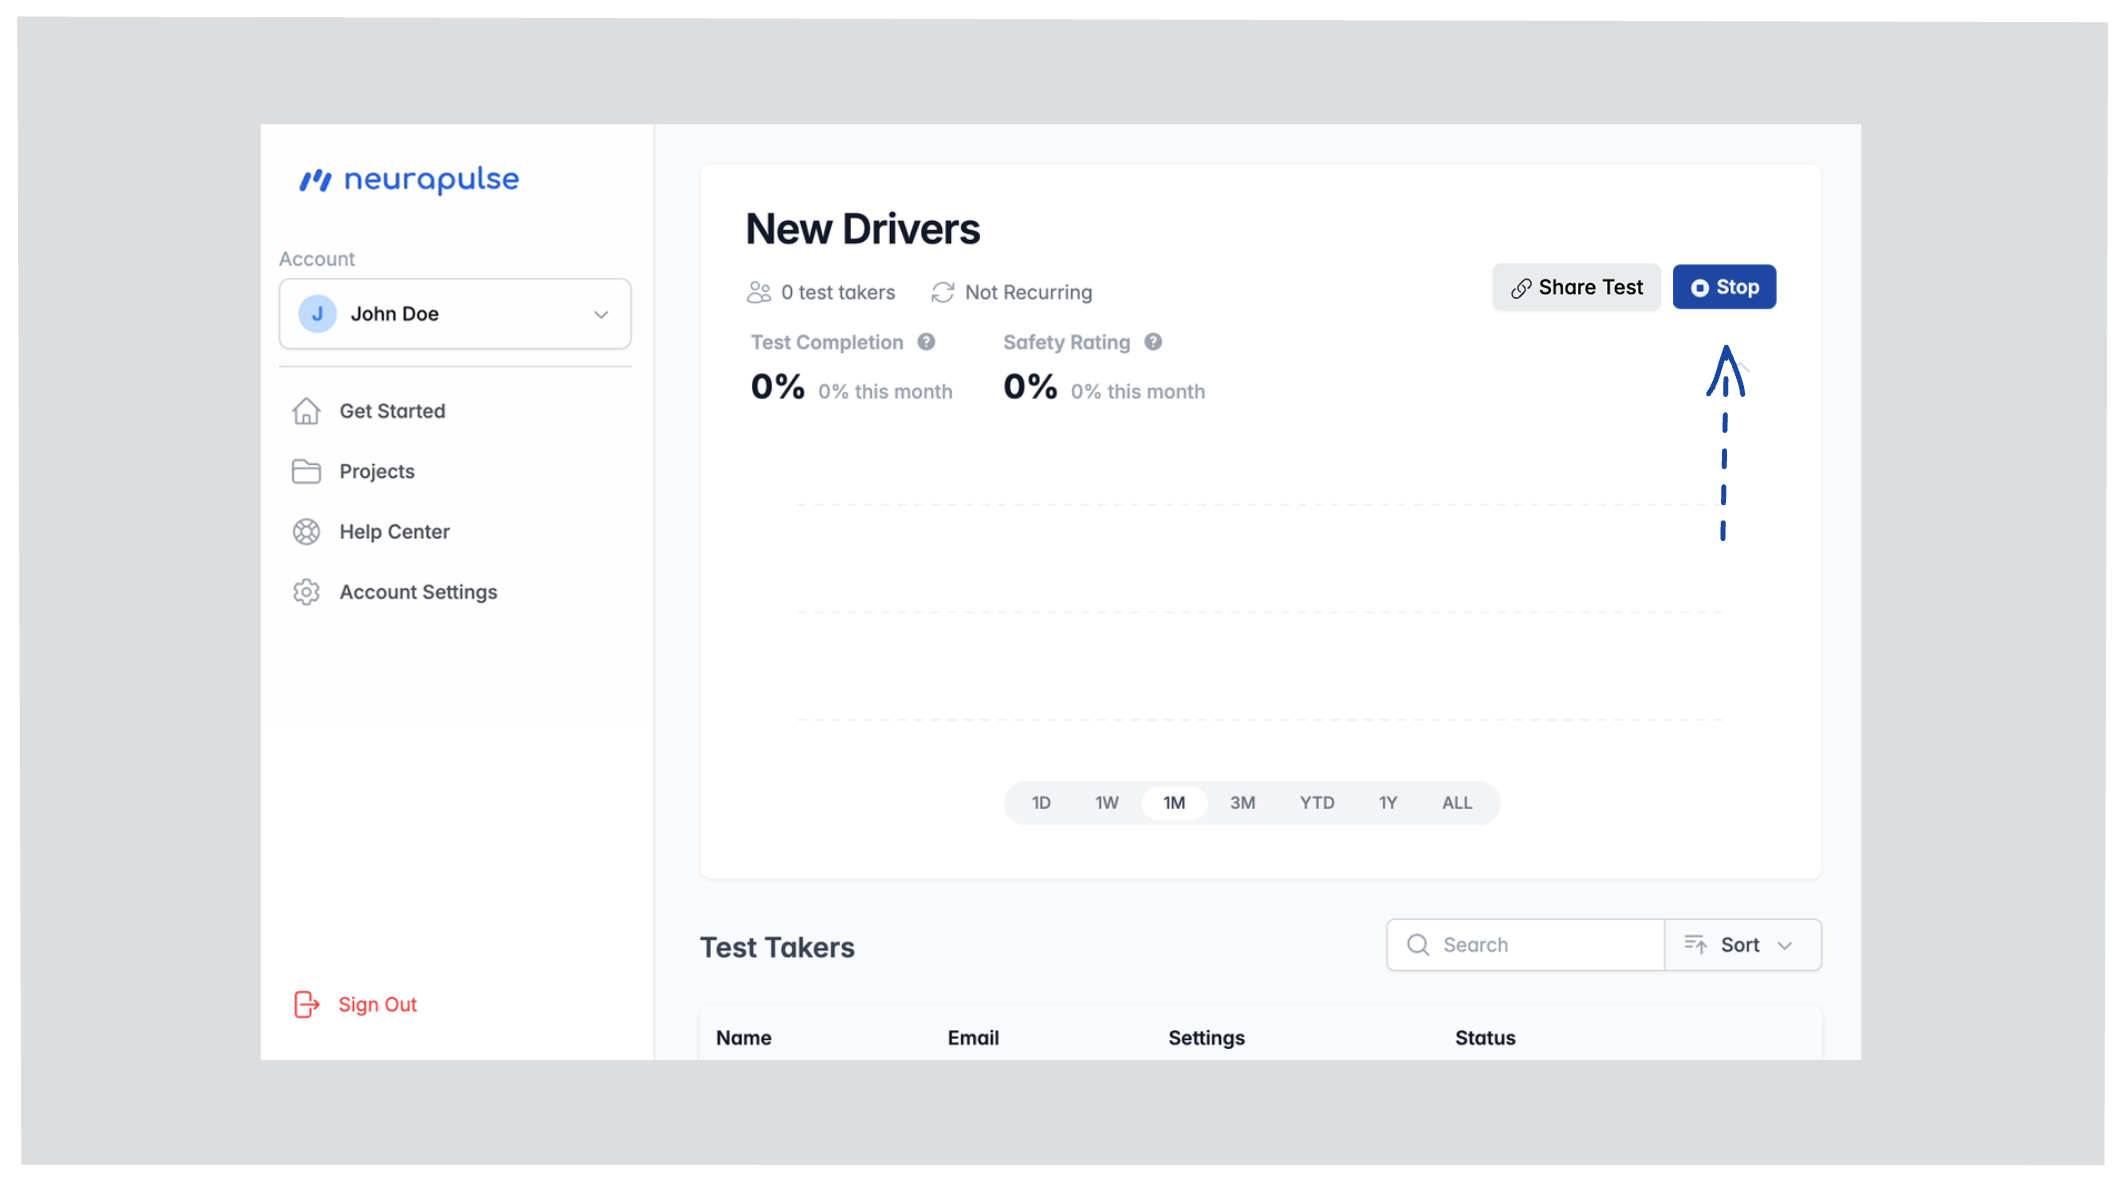 neurapulse
Account
J John Doe
Get Started
Projects
Help Center
Account Settings
Sign Out
New Drivers
0 test takers Not Recurring
Share Test Stop
Test Completion ? Safety Rating ?
0% 0% this month 0% 0% this month
1D 1W 1M 3M YTD 1Y ALL
Test Takers
Search Sort
Name Email Settings Status